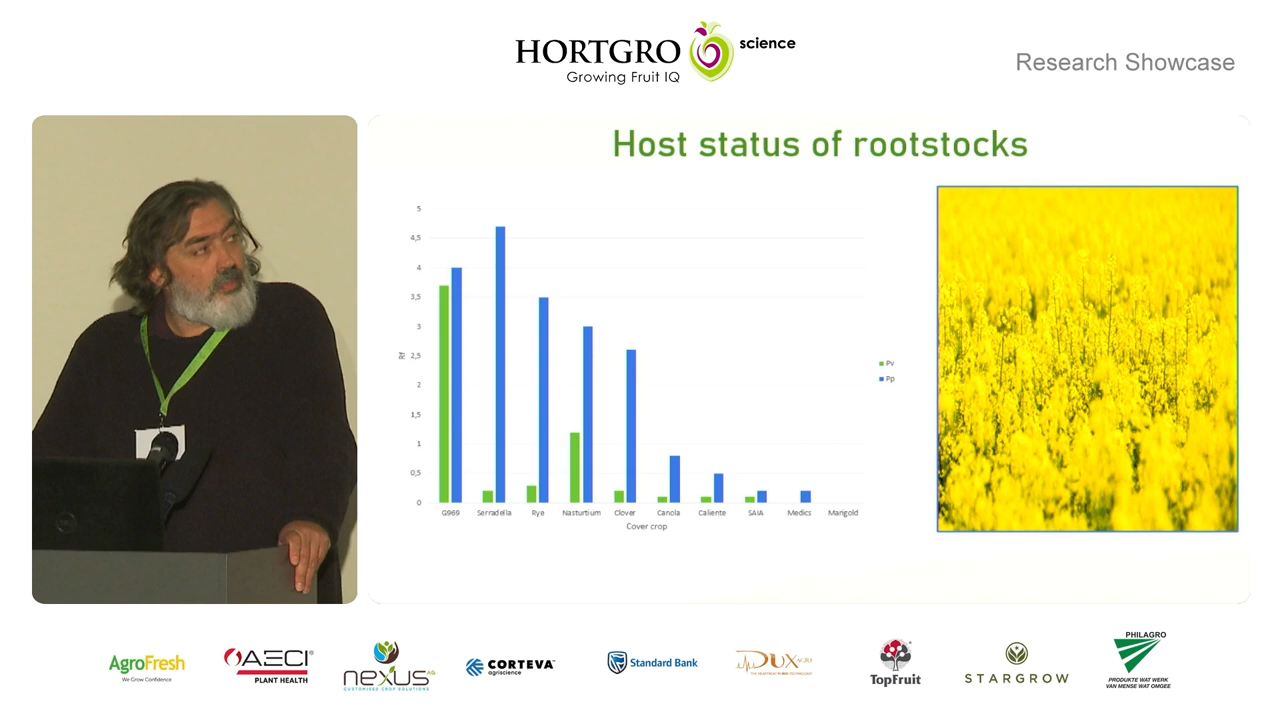 HORTGRO science
Growing Fruit IQ
Research Showcase
Host status of rootstocks
5
4,5
4
3,5
3
2,5
2
1,5
1
0,5
0
Rf
G969 Serradella Rye Nasturtium Clover Canola Caliente SAIA Medics Marigold
Cover crop
Pv
Pp
AgroFresh
We Grow Confidence
AECI®
PLANT HEALTH
nexus AG
CUSTOMISED CROP SOLUTIONS
CORTEVA™
agriscience
Standard Bank
DUX AGRI
TopFruit
STARGROW
PHILAGRO
PRODUKTE WAT WERK
VAN MENSE WAT OMGEE